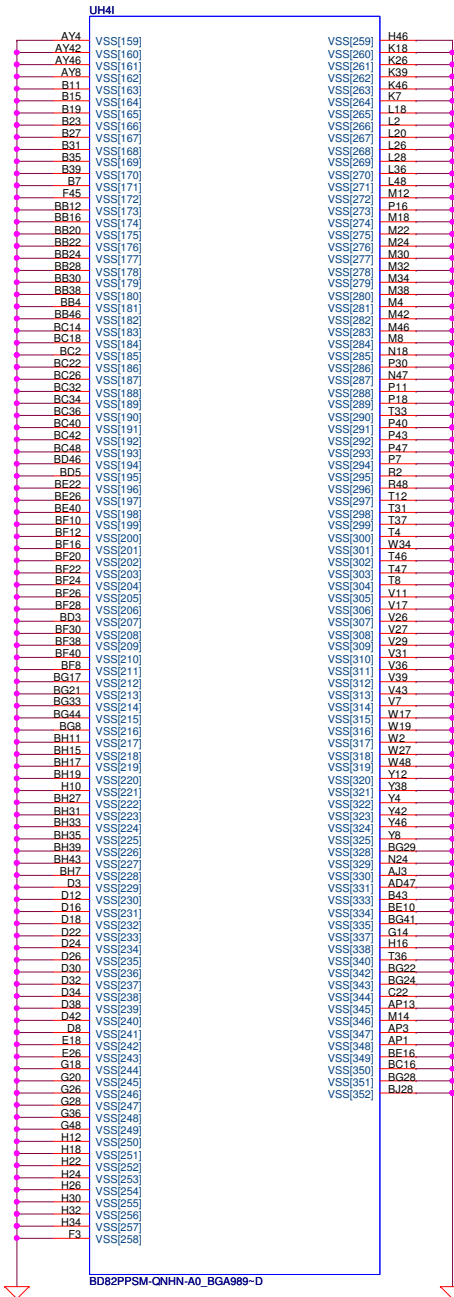 UH4I
AY4 VSS[159] VSS[259] H46
AY42 VSS[160] VSS[260] K18
AY46 VSS[161] VSS[261] K26
AY8 VSS[162] VSS[262] K39
B11 VSS[163] VSS[263] K46
B15 VSS[164] VSS[264] K7
B19 VSS[165] VSS[265] L18
B23 VSS[166] VSS[266] L2
B27 VSS[167] VSS[267] L20
B31 VSS[168] VSS[268] L26
B35 VSS[169] VSS[269] L28
B39 VSS[170] VSS[270] L36
B7 VSS[171] VSS[271] L48
F45 VSS[172] VSS[272] M12
BB12 VSS[173] VSS[273] P16
BB16 VSS[174] VSS[274] M18
BB20 VSS[175] VSS[275] M22
BB22 VSS[176] VSS[276] M24
BB24 VSS[177] VSS[277] M30
BB28 VSS[178] VSS[278] M32
BB30 VSS[179] VSS[279] M34
BB38 VSS[180] VSS[280] M38
BB4 VSS[181] VSS[281] M4
BB46 VSS[182] VSS[282] M42
BC14 VSS[183] VSS[283] M46
BC18 VSS[184] VSS[284] M8
BC2 VSS[185] VSS[285] N18
BC22 VSS[186] VSS[286] P30
BC26 VSS[187] VSS[287] N47
BC32 VSS[188] VSS[288] P11
BC34 VSS[189] VSS[289] P18
BC36 VSS[190] VSS[290] T33
BC40 VSS[191] VSS[291] P40
BC42 VSS[192] VSS[292] P43
BC48 VSS[193] VSS[293] P47
BD46 VSS[194] VSS[294] P7
BD5 VSS[195] VSS[295] R2
BE22 VSS[196] VSS[296] R48
BE26 VSS[197] VSS[297] T12
BE40 VSS[198] VSS[298] T31
BF10 VSS[199] VSS[299] T37
BF12 VSS[200] VSS[300] T4
BF16 VSS[201] VSS[301] W34
BF20 VSS[202] VSS[302] T46
BF22 VSS[203] VSS[303] T47
BF24 VSS[204] VSS[304] T8
BF26 VSS[205] VSS[305] V11
BF28 VSS[206] VSS[306] V17
BD3 VSS[207] VSS[307] V26
BF30 VSS[208] VSS[308] V27
BF38 VSS[209] VSS[309] V29
BF40 VSS[210] VSS[310] V31
BF8 VSS[211] VSS[311] V36
BG17 VSS[212] VSS[312] V39
BG21 VSS[213] VSS[313] V43
BG33 VSS[214] VSS[314] V7
BG44 VSS[215] VSS[315] W17
BG8 VSS[216] VSS[316] W19
BH11 VSS[217] VSS[317] W2
BH15 VSS[218] VSS[318] W27
BH17 VSS[219] VSS[319] W48
BH19 VSS[220] VSS[320] Y12
H10 VSS[221] VSS[321] Y38
BH27 VSS[222] VSS[322] Y4
BH31 VSS[223] VSS[323] Y42
BH33 VSS[224] VSS[324] Y46
BH35 VSS[225] VSS[325] Y8
BH39 VSS[226] VSS[328] BG29
BH43 VSS[227] VSS[329] N24
BH7 VSS[228] VSS[330] AJ3
D3 VSS[229] VSS[331] AD47
D12 VSS[230] VSS[333] B43
D16 VSS[231] VSS[334] BE10
D18 VSS[232] VSS[335] BG41
D22 VSS[233] VSS[337] G14
D24 VSS[234] VSS[338] H16
D26 VSS[235] VSS[340] T36
D30 VSS[236] VSS[342] BG22
D32 VSS[237] VSS[343] BG24
D34 VSS[238] VSS[344] C22
D38 VSS[239] VSS[345] AP13
D42 VSS[240] VSS[346] M14
D8 VSS[241] VSS[347] AP3
E18 VSS[242] VSS[348] AP1
E26 VSS[243] VSS[349] BE16
G18 VSS[244] VSS[350] BC16
G20 VSS[245] VSS[351] BG28
G26 VSS[246] VSS[352] BJ28
G28 VSS[247]
G36 VSS[248]
G48 VSS[249]
H12 VSS[250]
H18 VSS[251]
H22 VSS[252]
H24 VSS[253]
H26 VSS[254]
H30 VSS[255]
H32 VSS[256]
H34 VSS[257]
F3 VSS[258]
BD82PPSM-QNHN-A0_BGA989~D